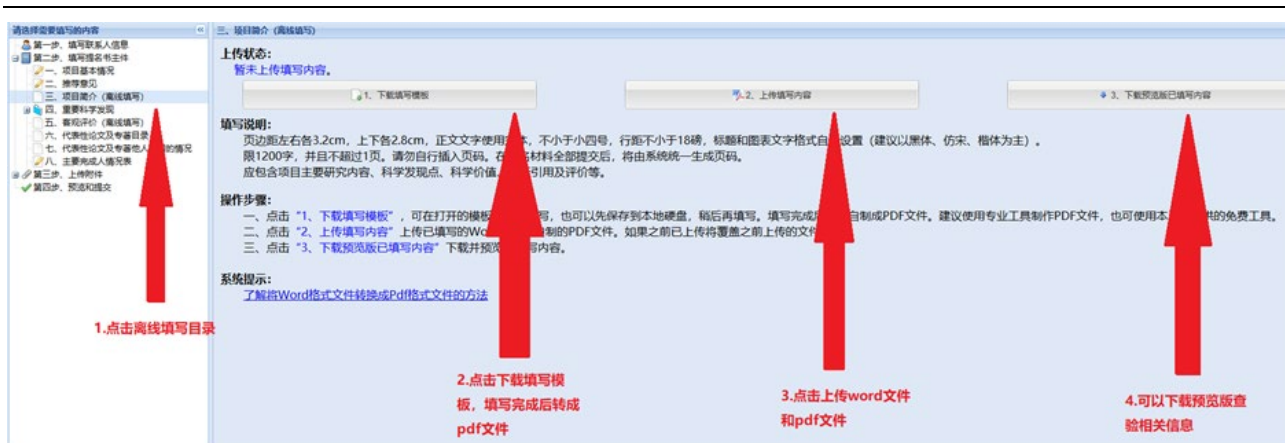 请选择需要填写的内容
第一步、填写联系人信息
第二步、填写提名书主件
一、项目基本情况
二、推荐意见
三、项目简介（离线填写）
四、重要科学发现
五、客观评价（离线填写）
六、代表性论文及专著目录
七、代表性论文及专著他人 的情况
八、主要完成人情况表
第三步、上传附件
第四步、预览和提交
三、项目简介（离线填写）
上传状态：
暂未上传填写内容。
1、下载填写模板
2、上传填写内容
3、下载预览版已填写内容
填写说明：
页边距左右各3.2cm，上下各2.8cm，正文文字使用 体，不小于小四号，行距不小于18磅，标题和图表文字格式自 设置（建议以黑体、仿宋、楷体为主）.
限1200字，并且不超过1页。请勿自行插入页码。在 材料全部提交后，将由系统统一生成页码。
应包含项目主要研究内容、科学发现点、科学价值、 引用及评价等。
操作步骤：
一、点击“1、下载填写模板”，可在打开的模板 写，也可以先保存到本地硬盘，稍后再填写。填写完成 自制成PDF文件。建议使用专业工具制作PDF文件，也可使用本 供的免费工具。
二、点击“2、上传填写内容”上传已填写的Wo 自制的PDF文件。如果之前已上传将覆盖之前上传的文
三、点击“3、下载预览版已填写内容”下载并预 写内容。
系统提示：
了解将Word格式文件转换成Pdf格式文件的方法
1.点击离线填写目录
2.点击下载填写模
板，填写完成后转成
pdf文件
3.点击上传word文件
和pdf文件
4.可以下载预览版查
验相关信息